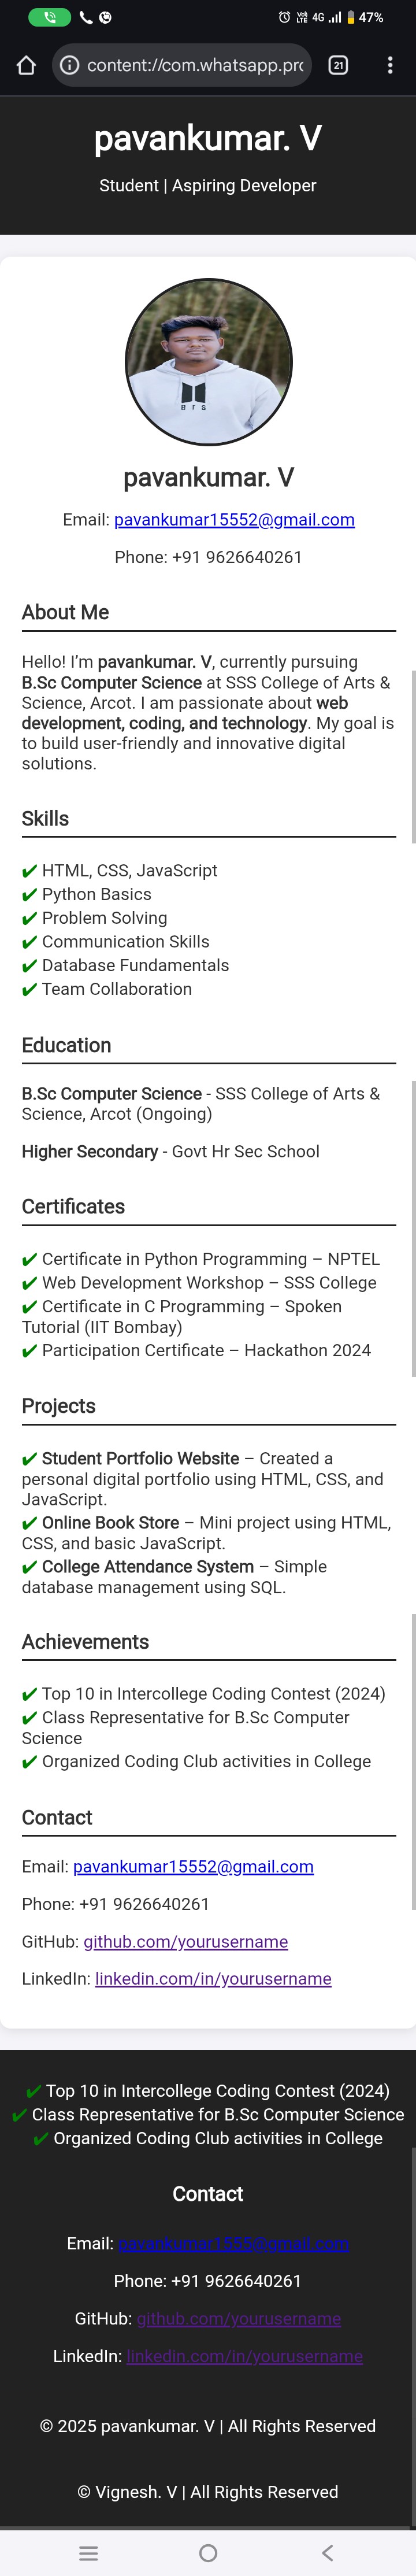 4G 47%
content://com.whatsapp.pro
21
pavankumar. V
Student | Aspiring Developer
BTS
pavankumar. V
Email: pavankumar15552@gmail.com
Phone: +91 9626640261
About Me
Hello! I’m pavankumar. V, currently pursuing
B.Sc Computer Science at SSS College of Arts &
Science, Arcot. I am passionate about web
development, coding, and technology. My goal is
to build user-friendly and innovative digital
solutions.
Skills
✔ HTML, CSS, JavaScript
✔ Python Basics
✔ Problem Solving
✔ Communication Skills
✔ Database Fundamentals
✔ Team Collaboration
Education
B.Sc Computer Science - SSS College of Arts &
Science, Arcot (Ongoing)
Higher Secondary - Govt Hr Sec School
Certificates
✔ Certificate in Python Programming – NPTEL
✔ Web Development Workshop – SSS College
✔ Certificate in C Programming – Spoken
Tutorial (IIT Bombay)
✔ Participation Certificate – Hackathon 2024
Projects
✔ Student Portfolio Website – Created a
personal digital portfolio using HTML, CSS, and
JavaScript.
✔ Online Book Store – Mini project using HTML,
CSS, and basic JavaScript.
✔ College Attendance System – Simple
database management using SQL.
Achievements
✔ Top 10 in Intercollege Coding Contest (2024)
✔ Class Representative for B.Sc Computer
Science
✔ Organized Coding Club activities in College
Contact
Email: pavankumar15552@gmail.com
Phone: +91 9626640261
GitHub: github.com/yourusername
LinkedIn: linkedin.com/in/yourusername
✔ Top 10 in Intercollege Coding Contest (2024)
✔ Class Representative for B.Sc Computer Science
✔ Organized Coding Club activities in College
Contact
Email: pavankumar1555@gmail.com
Phone: +91 9626640261
GitHub: github.com/yourusername
LinkedIn: linkedin.com/in/yourusername
© 2025 pavankumar. V | All Rights Reserved
© Vignesh. V | All Rights Reserved